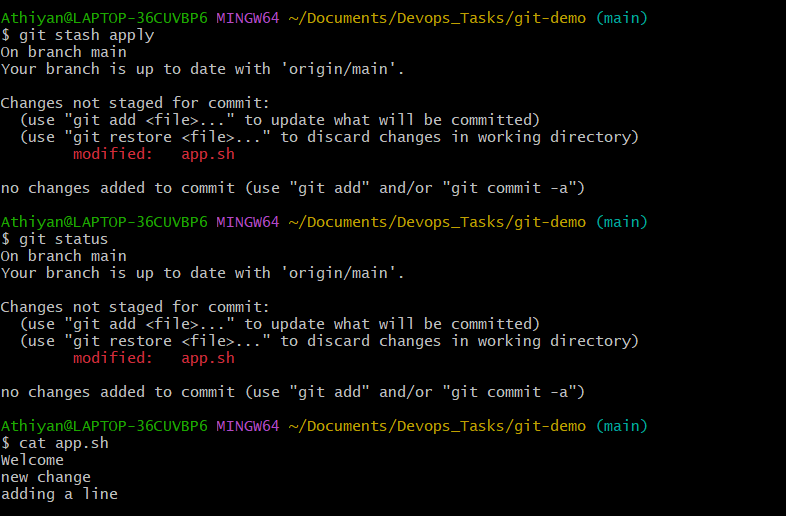 Athiyan@LAPTOP-36CUVBP6 MINGW64 ~/Documents/Devops_Tasks/git-demo (main)
$ git stash apply
On branch main
Your branch is up to date with 'origin/main'.

Changes not staged for commit:
  (use "git add <file>..." to update what will be committed)
  (use "git restore <file>..." to discard changes in working directory)
        modified:   app.sh

no changes added to commit (use "git add" and/or "git commit -a")

Athiyan@LAPTOP-36CUVBP6 MINGW64 ~/Documents/Devops_Tasks/git-demo (main)
$ git status
On branch main
Your branch is up to date with 'origin/main'.

Changes not staged for commit:
  (use "git add <file>..." to update what will be committed)
  (use "git restore <file>..." to discard changes in working directory)
        modified:   app.sh

no changes added to commit (use "git add" and/or "git commit -a")

Athiyan@LAPTOP-36CUVBP6 MINGW64 ~/Documents/Devops_Tasks/git-demo (main)
$ cat app.sh
Welcome
new change
adding a line